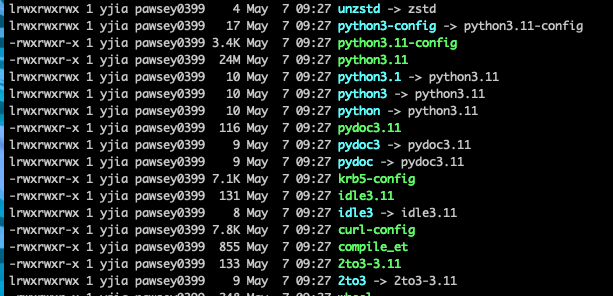 lrwxrwxrwx 1 yjia pawsey0399 4 May 7 09:27 unzstd -> zstd
lrwxrwxrwx 1 yjia pawsey0399 17 May 7 09:27 python3-config -> python3.11-config
-rwxrwxr-x 1 yjia pawsey0399 3.4K May 7 09:27 python3.11-config
-rwxrwxr-x 1 yjia pawsey0399 24M May 7 09:27 python3.11
lrwxrwxrwx 1 yjia pawsey0399 10 May 7 09:27 python3.1 -> python3.11
lrwxrwxrwx 1 yjia pawsey0399 10 May 7 09:27 python3 -> python3.11
lrwxrwxrwx 1 yjia pawsey0399 10 May 7 09:27 python -> python3.11
-rwxrwxr-x 1 yjia pawsey0399 116 May 7 09:27 pydoc3.11
lrwxrwxrwx 1 yjia pawsey0399 9 May 7 09:27 pydoc3 -> pydoc3.11
lrwxrwxrwx 1 yjia pawsey0399 9 May 7 09:27 pydoc -> pydoc3.11
-rwxrwxr-x 1 yjia pawsey0399 7.1K May 7 09:27 krb5-config
-rwxrwxr-x 1 yjia pawsey0399 131 May 7 09:27 idle3.11
lrwxrwxrwx 1 yjia pawsey0399 8 May 7 09:27 idle3 -> idle3.11
-rwxrwxr-x 1 yjia pawsey0399 7.8K May 7 09:27 curl-config
-rwxrwxr-x 1 yjia pawsey0399 855 May 7 09:27 compile_et
-rwxrwxr-x 1 yjia pawsey0399 133 May 7 09:27 2to3-3.11
lrwxrwxrwx 1 yjia pawsey0399 9 May 7 09:27 2to3 -> 2to3-3.11